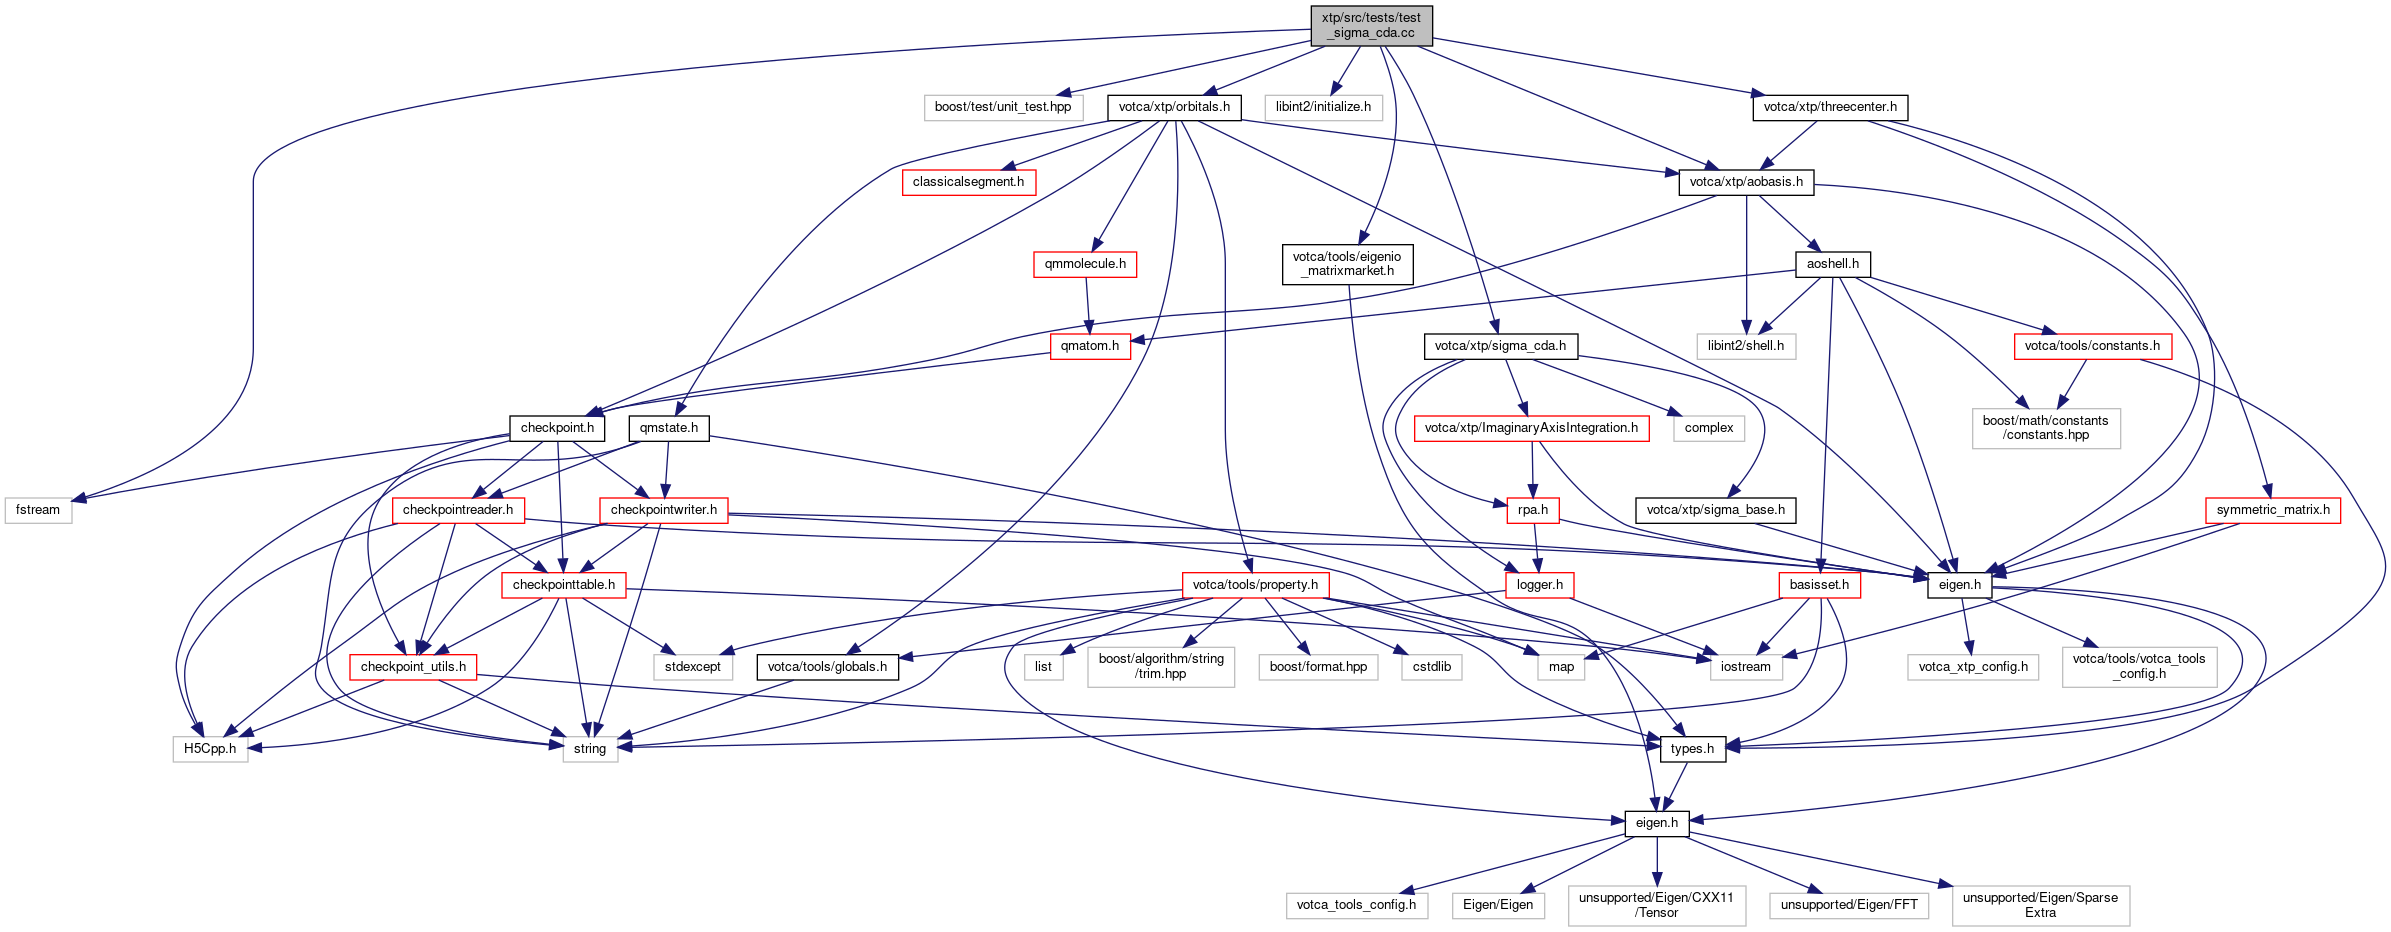 xtp/src/tests/test
_sigma_cda.cc
boost/test/unit_test.hpp
votca/xtp/orbitals.h
libint2/initialize.h
votca/xtp/threecenter.h
classicalsegment.h
votca/xtp/aobasis.h
qmmolecule.h
votca/tools/eigenio
_matrixmarket.h
aoshell.h
qmatom.h
votca/xtp/sigma_cda.h
libint2/shell.h
votca/tools/constants.h
checkpoint.h
qmstate.h
votca/xtp/ImaginaryAxisIntegration.h
complex
boost/math/constants
/constants.hpp
fstream
checkpointreader.h
checkpointwriter.h
rpa.h
votca/xtp/sigma_base.h
symmetric_matrix.h
checkpointtable.h
votca/tools/property.h
logger.h
basisset.h
eigen.h
checkpoint_utils.h
stdexcept
votca/tools/globals.h
list
boost/algorithm/string
/trim.hpp
boost/format.hpp
cstdlib
map
iostream
votca_xtp_config.h
votca/tools/votca_tools
_config.h
H5Cpp.h
string
types.h
eigen.h
votca_tools_config.h
Eigen/Eigen
unsupported/Eigen/CXX11
/Tensor
unsupported/Eigen/FFT
unsupported/Eigen/Sparse
Extra